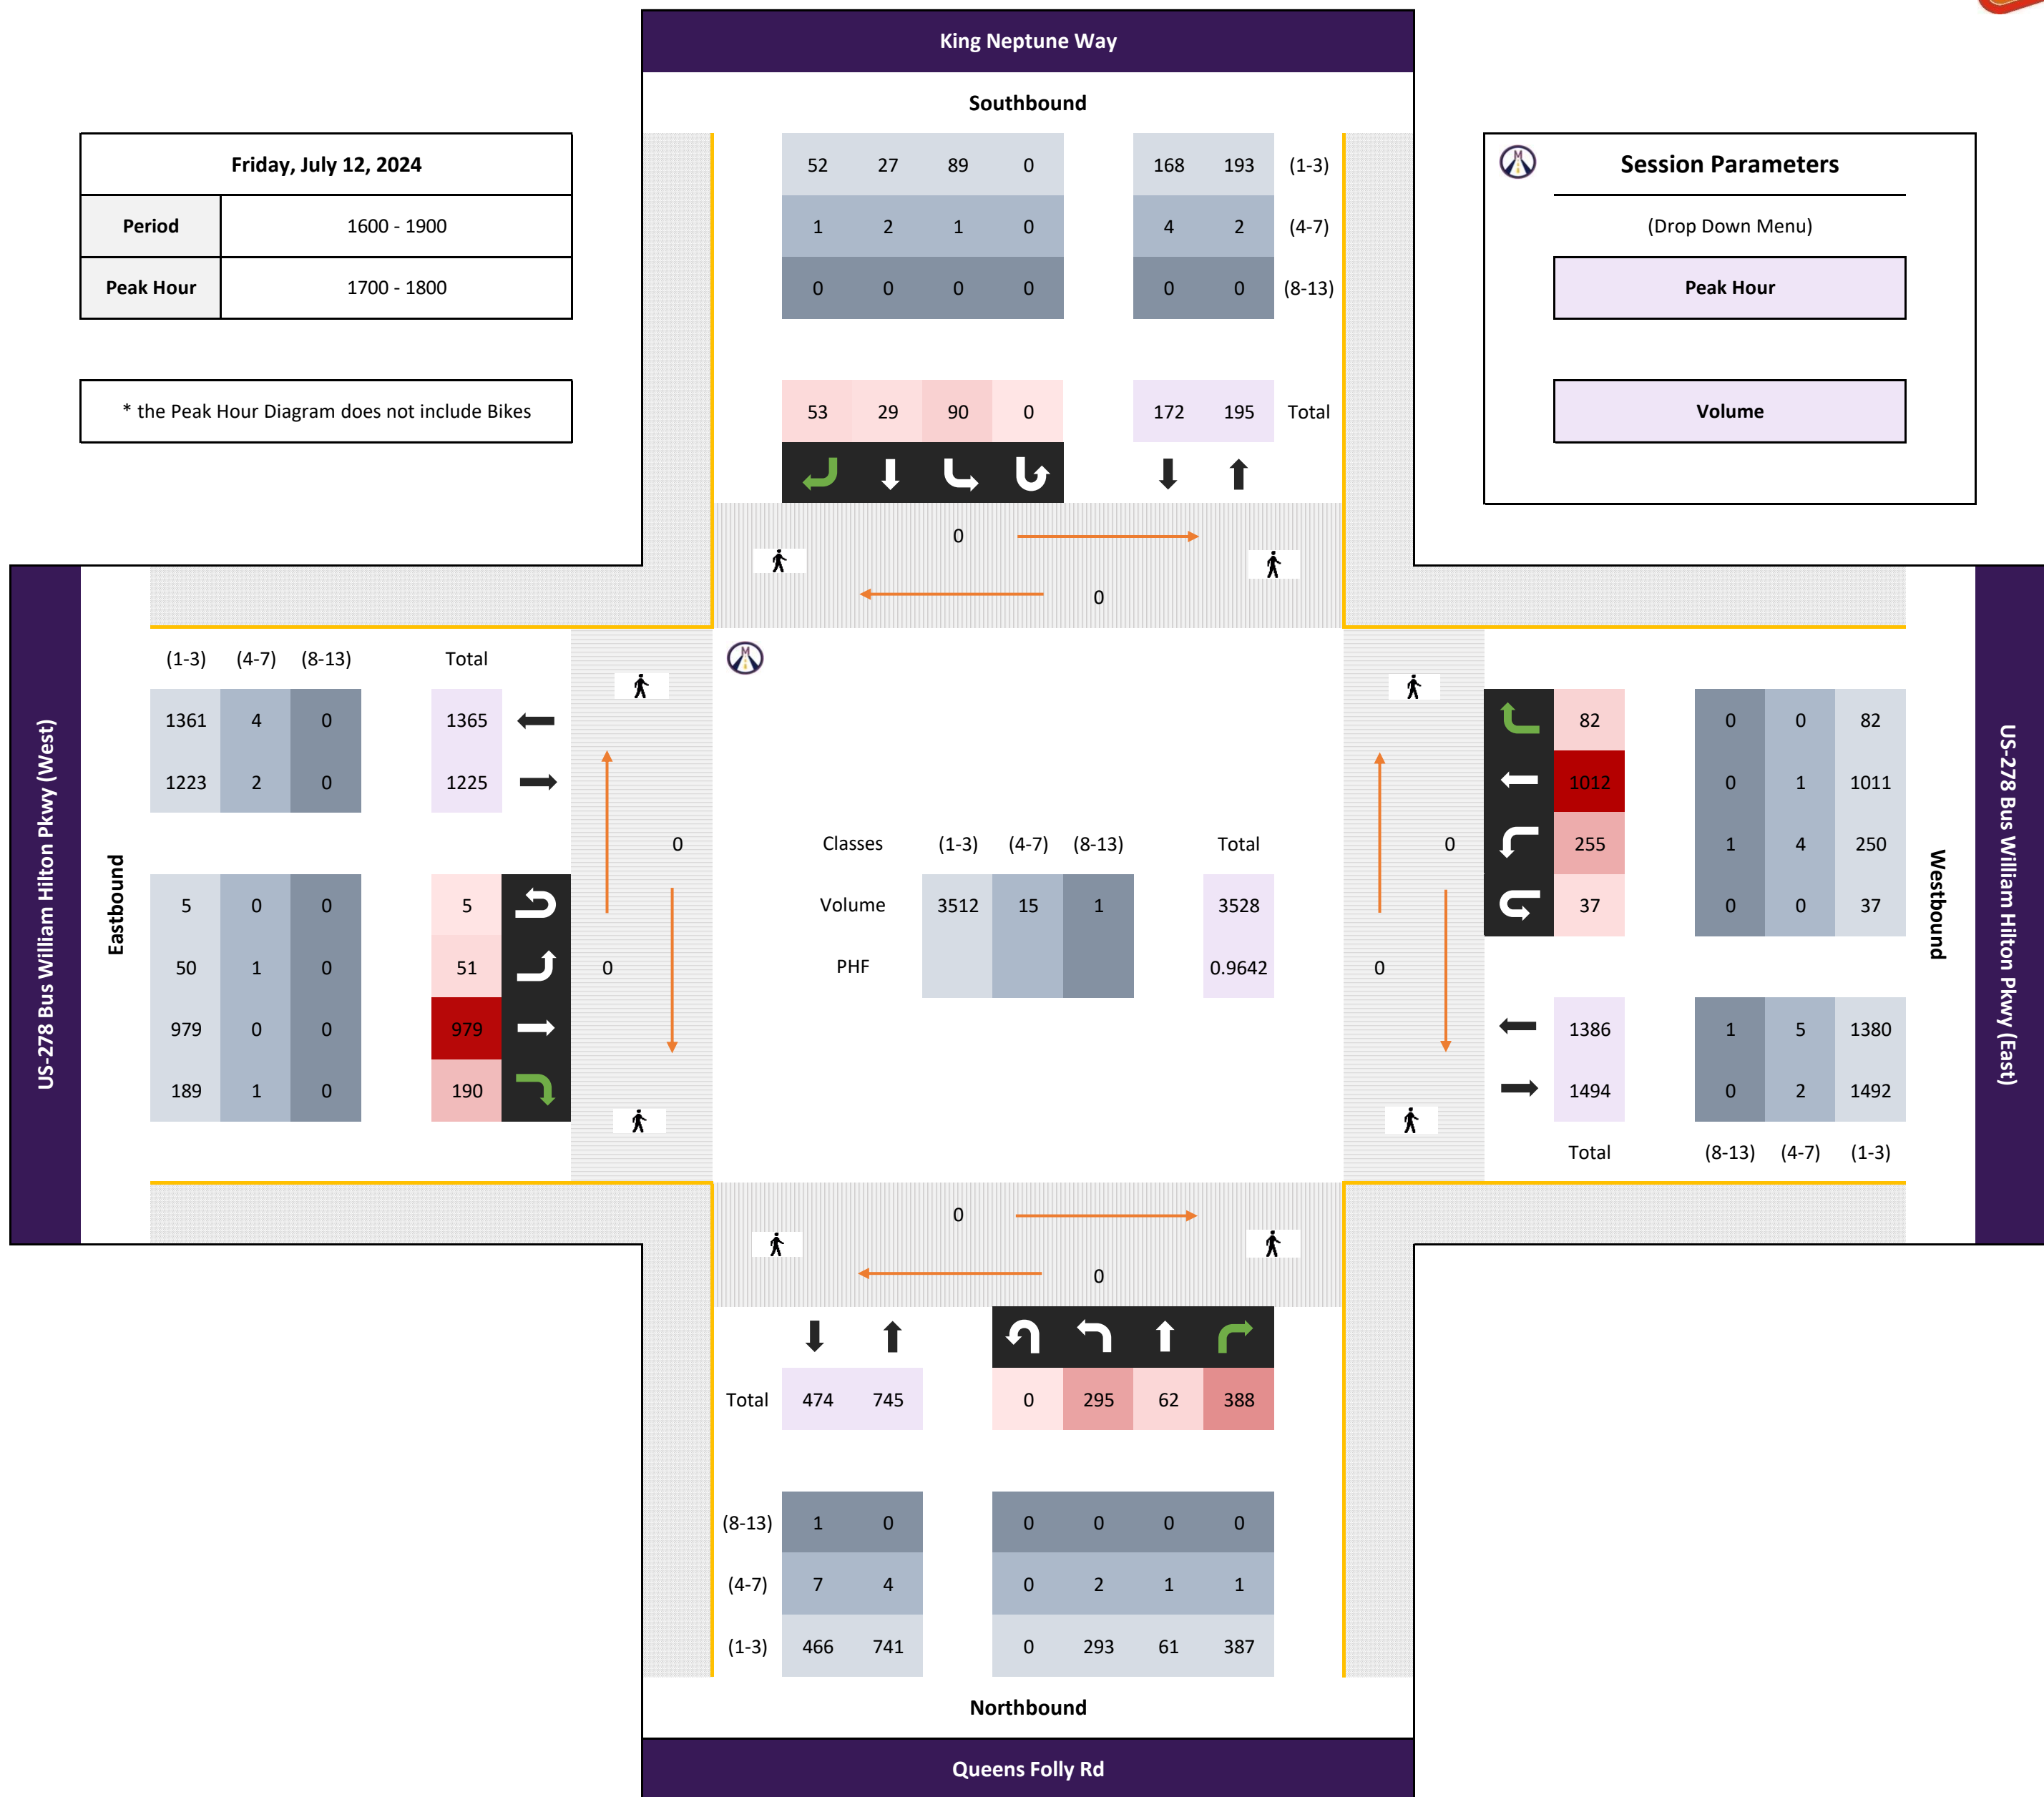 King Neptune Way
Southbound
Friday, July 12, 2024
Period 1600 - 1900
Peak Hour 1700 - 1800
* the Peak Hour Diagram does not include Bikes
Session Parameters
(Drop Down Menu)
Peak Hour
Volume
52 27 89 0 168 193 (1-3)
1 2 1 0 4 2 (4-7)
0 0 0 0 0 0 (8-13)
53 29 90 0 172 195 Total
0
0
US-278 Bus William Hilton Pkwy (West)
Eastbound
(1-3) (4-7) (8-13) Total
1361 4 0 1365
1223 2 0 1225
5 0 0 5
50 1 0 51
979 0 0 979
189 1 0 190
0
0
Classes (1-3) (4-7) (8-13) Total
Volume 3512 15 1 3528
PHF 0.9642
0
0
82 0 0 82
1012 0 1 1011
255 1 4 250
37 0 0 37
1386 1 5 1380
1494 0 2 1492
Total (8-13) (4-7) (1-3)
Westbound
US-278 Bus William Hilton Pkwy (East)
0
0
Total 474 745 0 295 62 388
(8-13) 1 0 0 0 0 0
(4-7) 7 4 0 2 1 1
(1-3) 466 741 0 293 61 387
Northbound
Queens Folly Rd